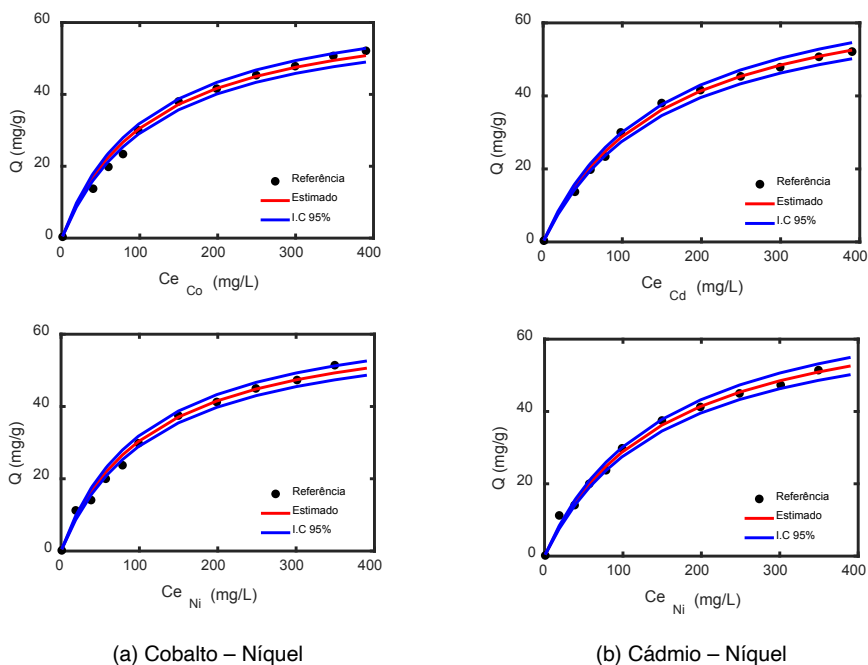 60
40
20
0
Q (mg/g)
Referência
Estimado
I.C 95%
0 100 200 300 400
Ce Co (mg/L)
60
40
20
0
Q (mg/g)
Referência
Estimado
I.C 95%
0 100 200 300 400
Ce Cd (mg/L)
60
40
20
0
Q (mg/g)
Referência
Estimado
I.C 95%
0 100 200 300 400
Ce Ni (mg/L)
60
40
20
0
Q (mg/g)
Referência
Estimado
I.C 95%
0 100 200 300 400
Ce Ni (mg/L)
(a) Cobalto – Níquel
(b) Cádmio – Níquel